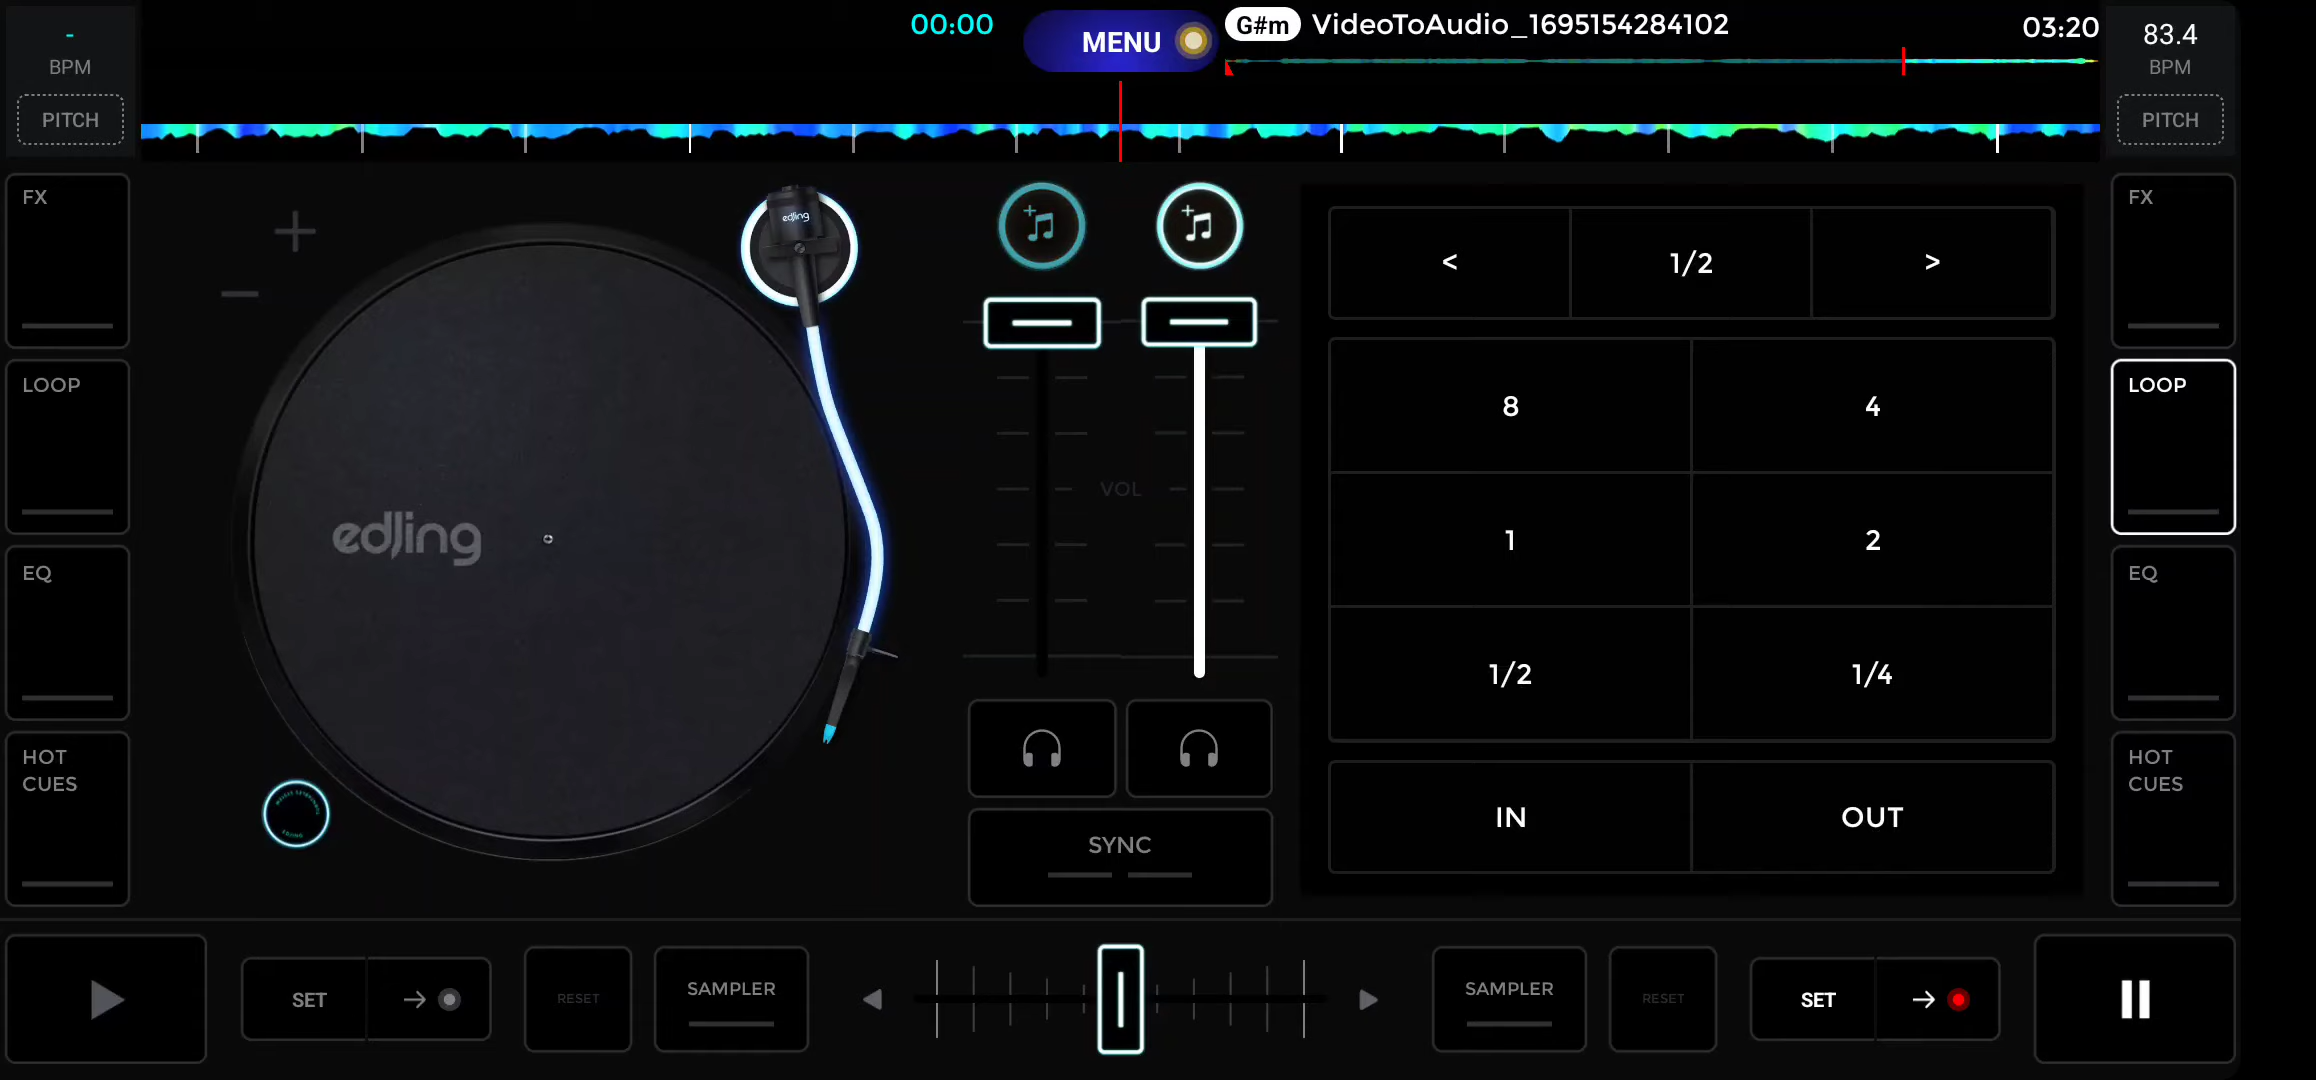 -
BPM
PITCH
00:00
MENU
G#m VideoToAudio_1695154284102
03:20
83.4
BPM
PITCH
FX
LOOP
EQ
HOT
CUES
edjing
edjing
VOL
SYNC
< 1/2 >
8 4
1 2
1/2 1/4
IN OUT
FX
LOOP
EQ
HOT
CUES
SET →
RESET
SAMPLER
SAMPLER
RESET
SET →